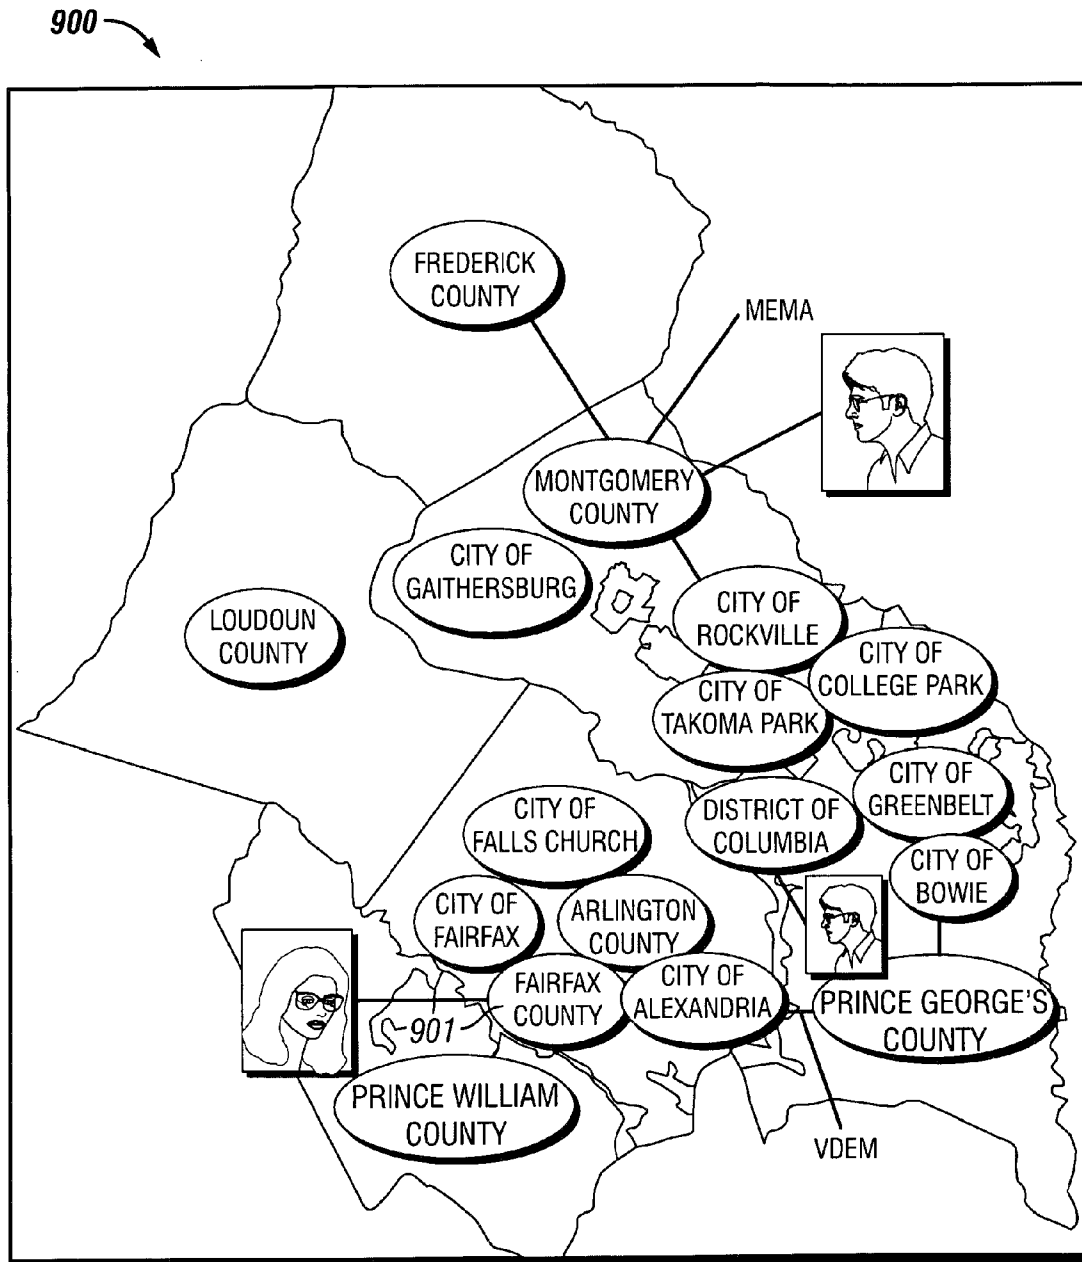 900
FREDERICK
COUNTY
MEMA
MONTGOMERY
COUNTY
CITY OF
GAITHERSBURG
LOUDOUN
COUNTY
CITY OF
ROCKVILLE
CITY OF
COLLEGE PARK
CITY OF
TAKOMA PARK
CITY OF
GREENBELT
DISTRICT OF
COLUMBIA
CITY OF
FALLS CHURCH
CITY OF
BOWIE
CITY OF
FAIRFAX
ARLINGTON
COUNTY
FAIRFAX
COUNTY
CITY OF
ALEXANDRIA
PRINCE GEORGE'S
COUNTY
901
PRINCE WILLIAM
COUNTY
VDEM